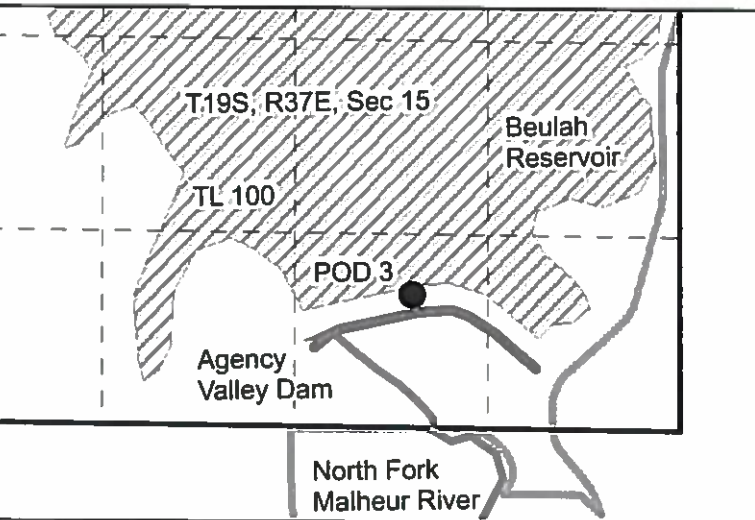 T19S, R37E, Sec 15
Beulah
Reservoir
TL 100
POD 3
Agency
Valley Dam
North Fork
Malheur River